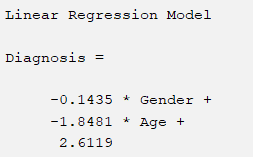 Linear Regression Model
Diagnosis =
-0.1435 * Gender +
-1.8481 * Age +
2.6119